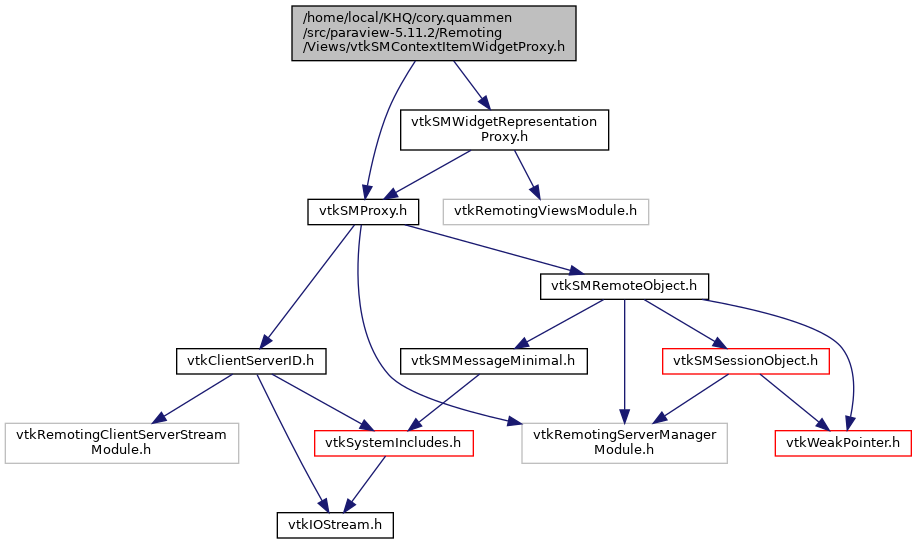 /home/local/KHQ/cory.quammen
/src/paraview-5.11.2/Remoting
/Views/vtkSMContextItemWidgetProxy.h
vtkSMWidgetRepresentation
Proxy.h
vtkSMProxy.h
vtkRemotingViewsModule.h
vtkSMRemoteObject.h
vtkClientServerID.h
vtkSMMessageMinimal.h
vtkSMSessionObject.h
vtkRemotingClientServerStream
Module.h
vtkSystemIncludes.h
vtkRemotingServerManager
Module.h
vtkWeakPointer.h
vtkIOStream.h